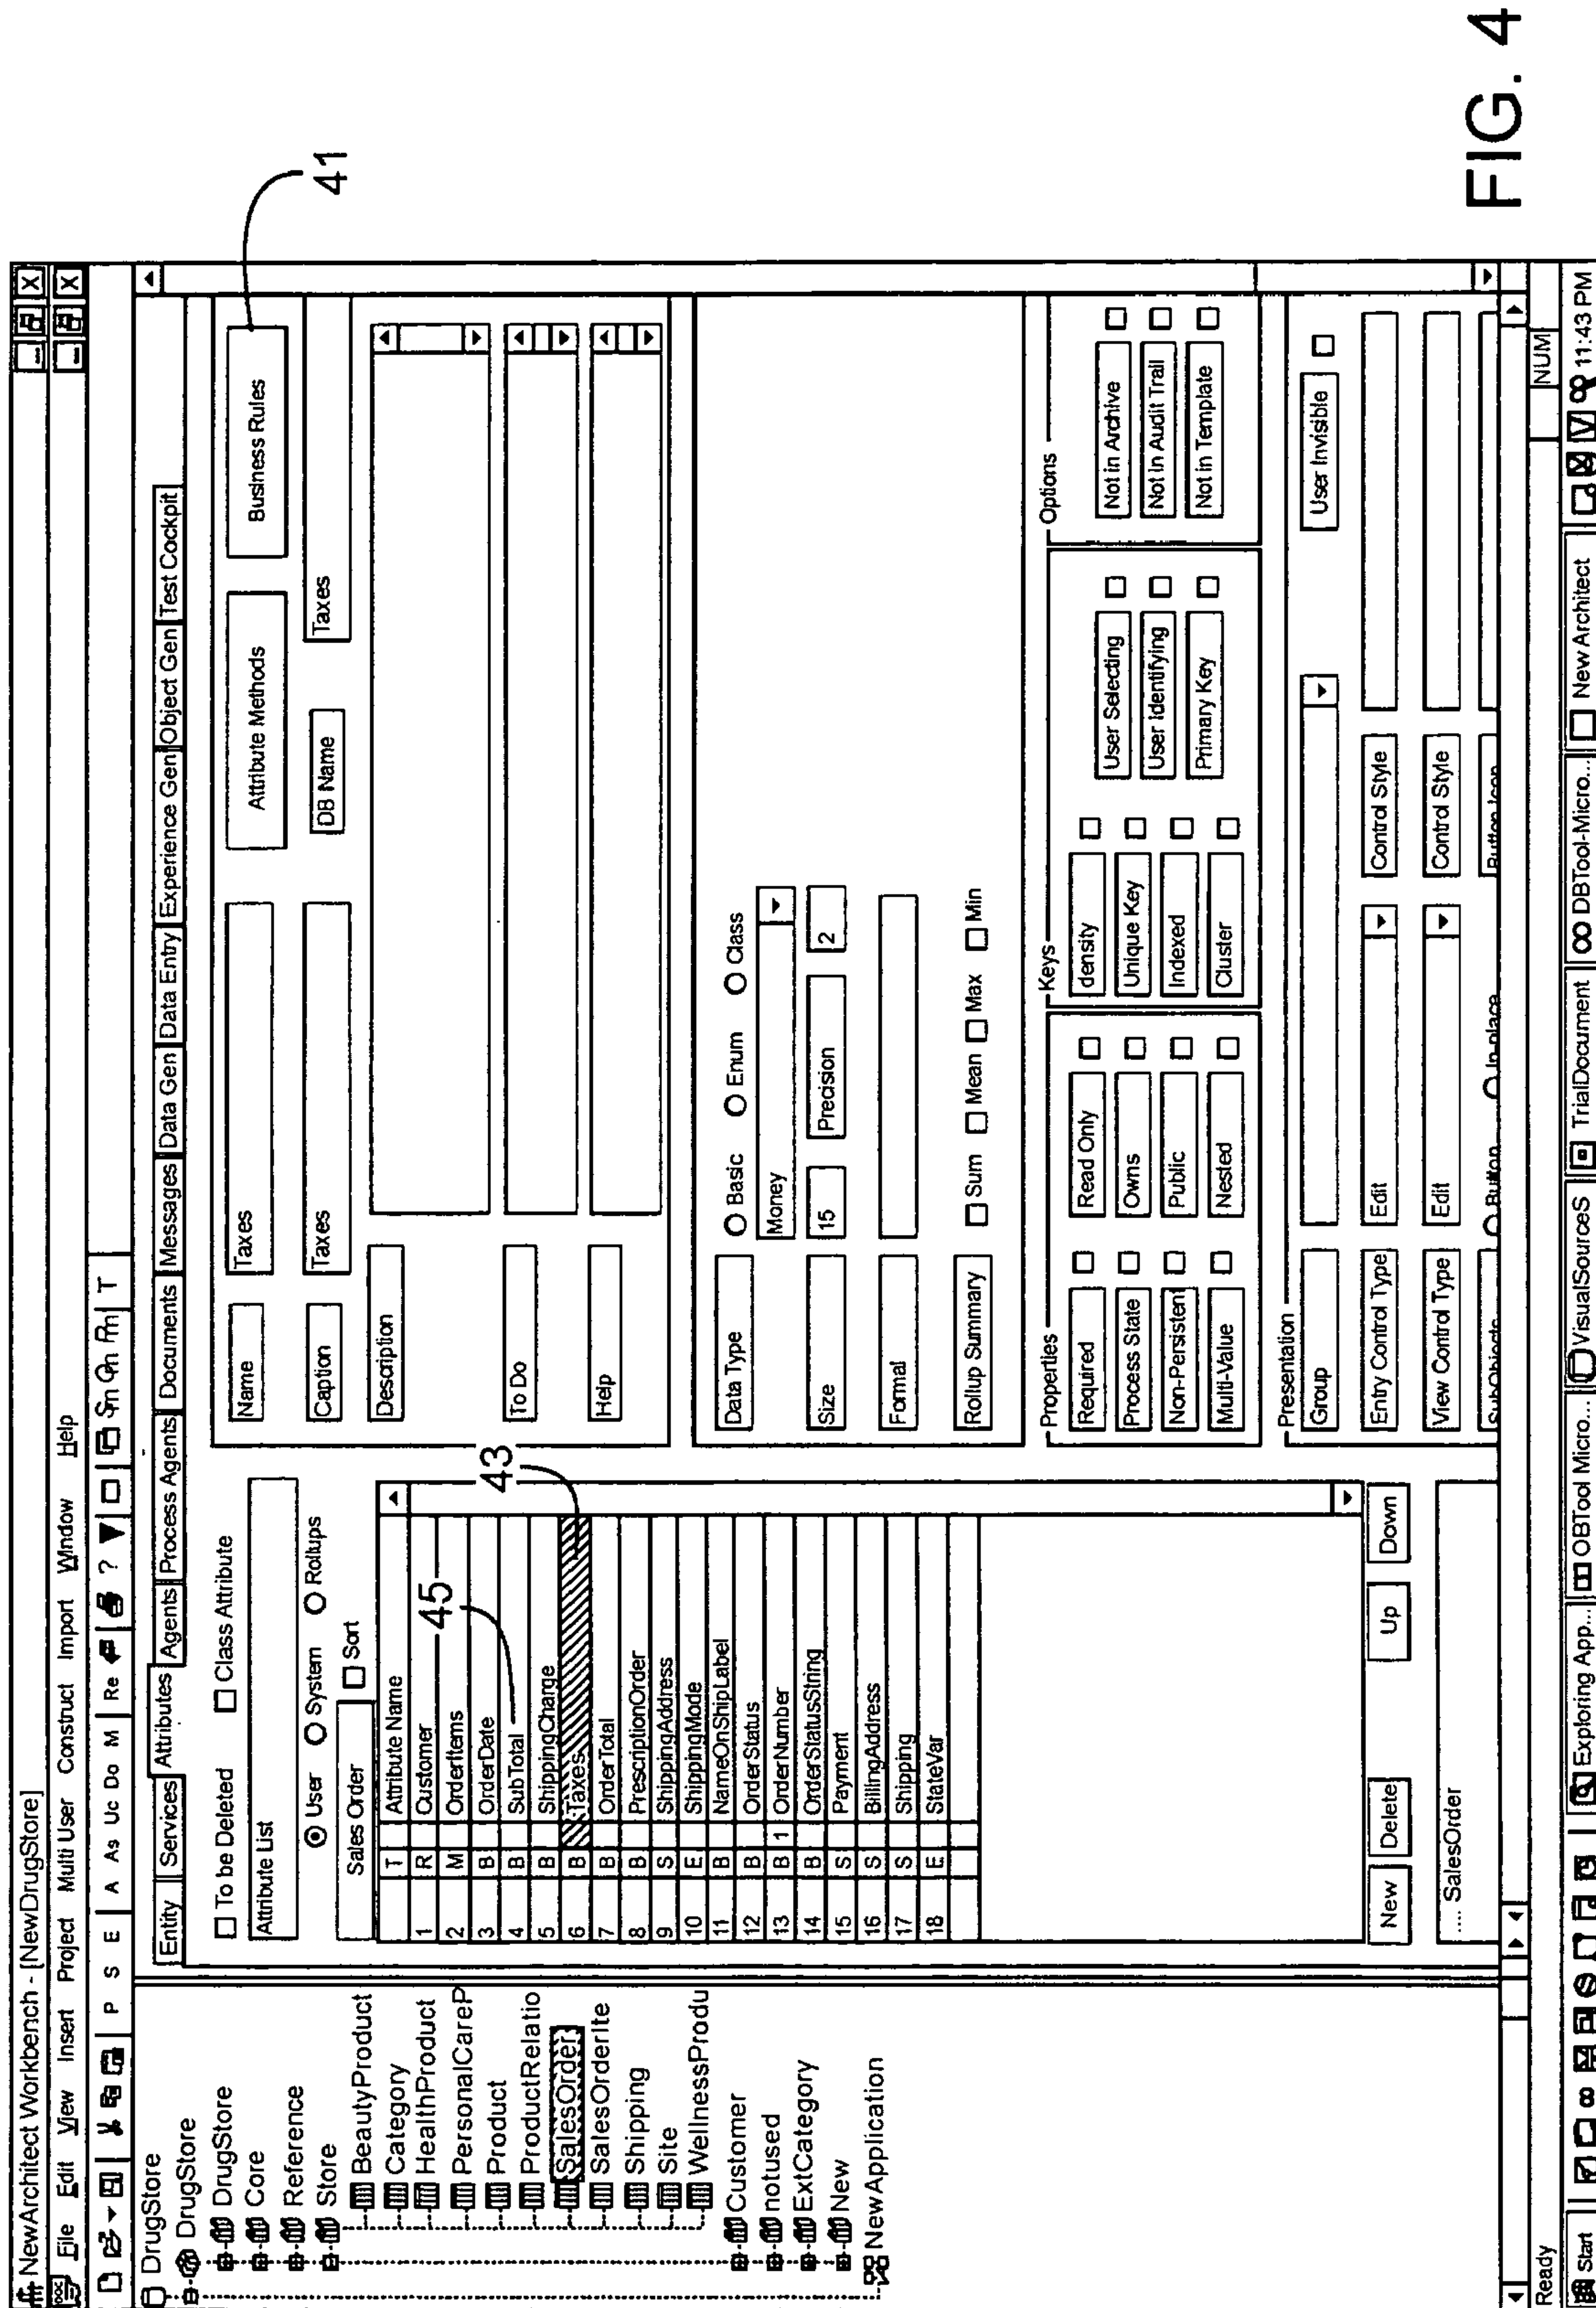 NewArchitect Workbench - [NewDrugStore]
File Edit View Insert Project Multi User Construct Import Window Help
P S E A As Uc Do M Re ? T
DrugStore
DrugStore
DrugStore
Core
Reference
Store
BeautyProduct
Category
HealthProduct
PersonalCareP
Product
ProductRelatio
SalesOrder
SalesOrderIte
Shipping
Site
WellnessProdu
Customer
notused
ExtCategory
New
NewApplication
Entity Services Attributes Agents Process Agents Documents Messages Data Gen Data Entry Experience Gen Object Gen Test Cockpit
To be Deleted Class Attribute
Attribute List
User System Rollups
Sales Order Sort
T Attribute Name
1 R Customer
2 M OrderItems
3 B OrderDate
4 B SubTotal
5 B ShippingCharge
6 B Taxes
7 B OrderTotal
8 B PrescriptionOrder
9 S ShippingAddress
10 E ShippingMode
11 B NameOnShipLabel
12 B OrderStatus
13 B 1 OrderNumber
14 B OrderStatusString
15 S Payment
16 S BillingAddress
17 S Shipping
18 E StateVar
45
43
New Delete Up Down
.... SalesOrder
Name Taxes Attribute Methods Business Rules
41
Caption Taxes DB Name Taxes
Description
To Do
Help
Data Type Basic Enum Class
Money
Size 15 Precision 2
Formal
Rollup Summary Sum Mean Max Min
Properties
Required Read Only
Process State Owns
Non-Persistent Public
Multi-Value Nested
Keys
density User Selecting
Unique Key User Identifying
Indexed Primary Key
Cluster
Options
Not in Archive
Not in Audit Trail
Not in Template
Presentation
Group User Invisible
Entry Control Type Edit Control Style
View Control Type Edit Control Style
SubObjects Button In-place Button Icon
Ready NUM
Start Exploring App... OBTool Micro... VisualSourceS TrialDocument DBTool-Micro... New Architect 11:43 PM
FIG. 4